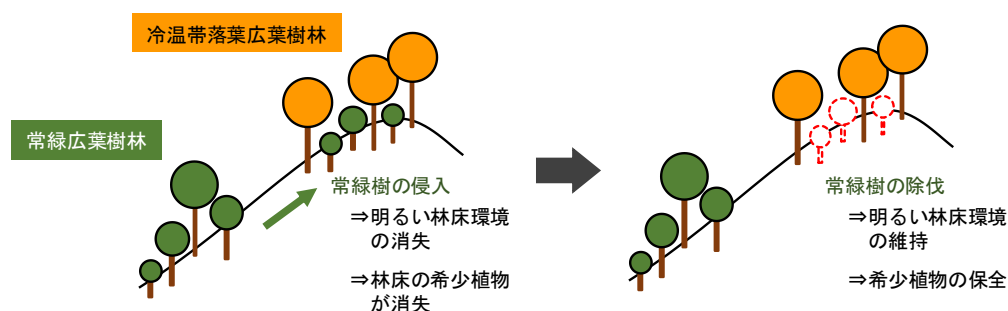 冷温帯落葉広葉樹林
常緑広葉樹林
常緑樹の侵入
⇒明るい林床環境
の消失
⇒林床の希少植物
が消失
常緑樹の除伐
⇒明るい林床環境
の維持
⇒希少植物の保全